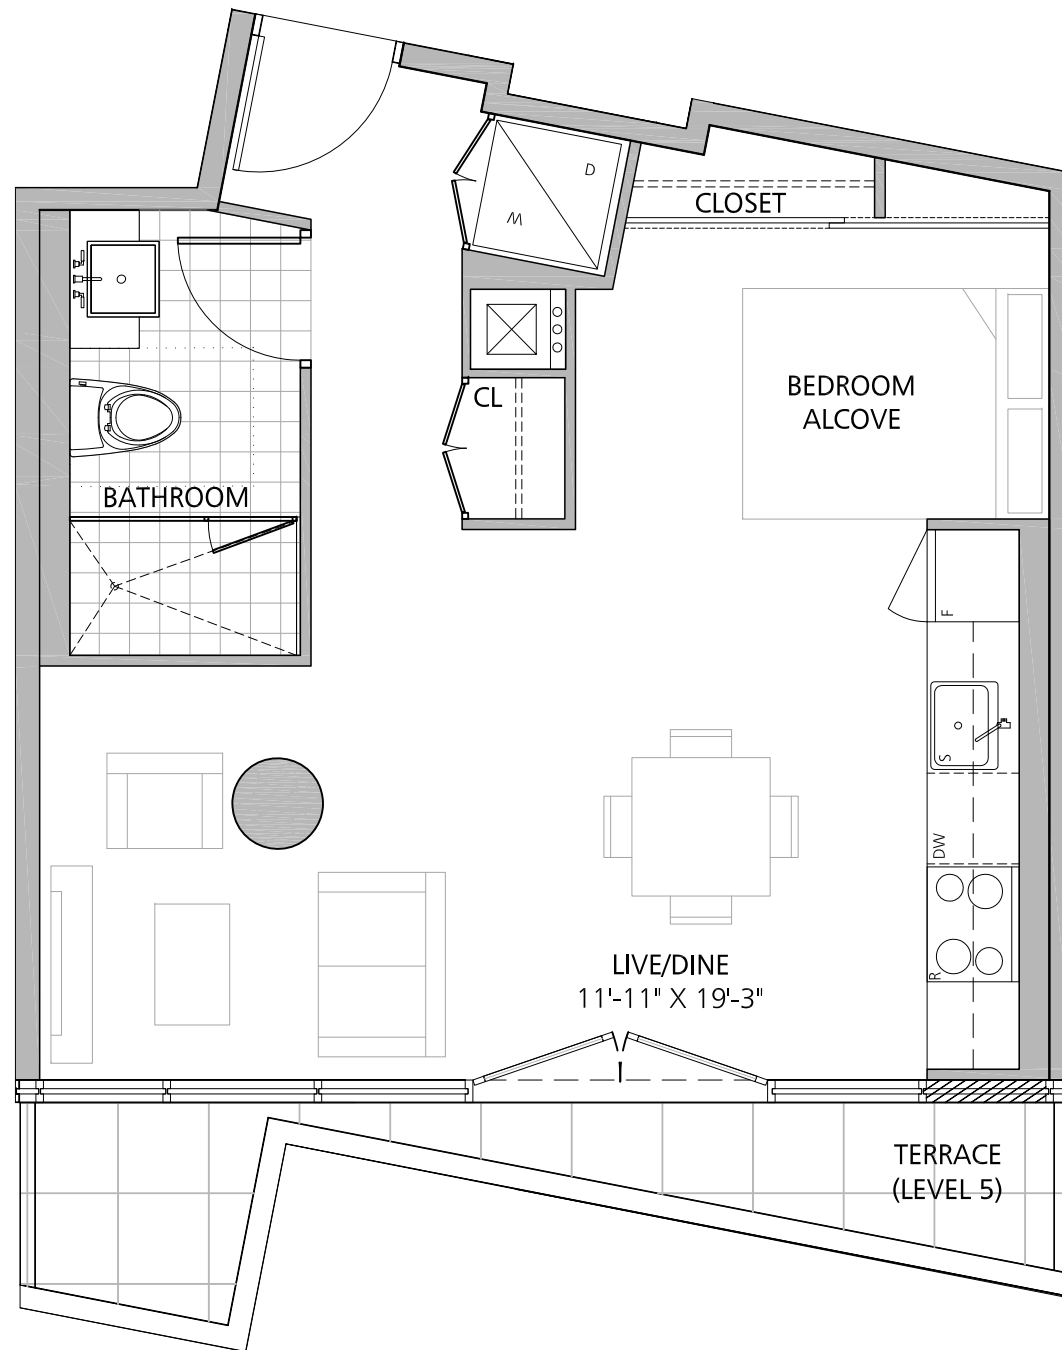 D
W
CLOSET
BEDROOM
ALCOVE
CL
BATHROOM
F
S
DW
R
LIVE/DINE
11'-11" X 19'-3"
TERRACE
(LEVEL 5)